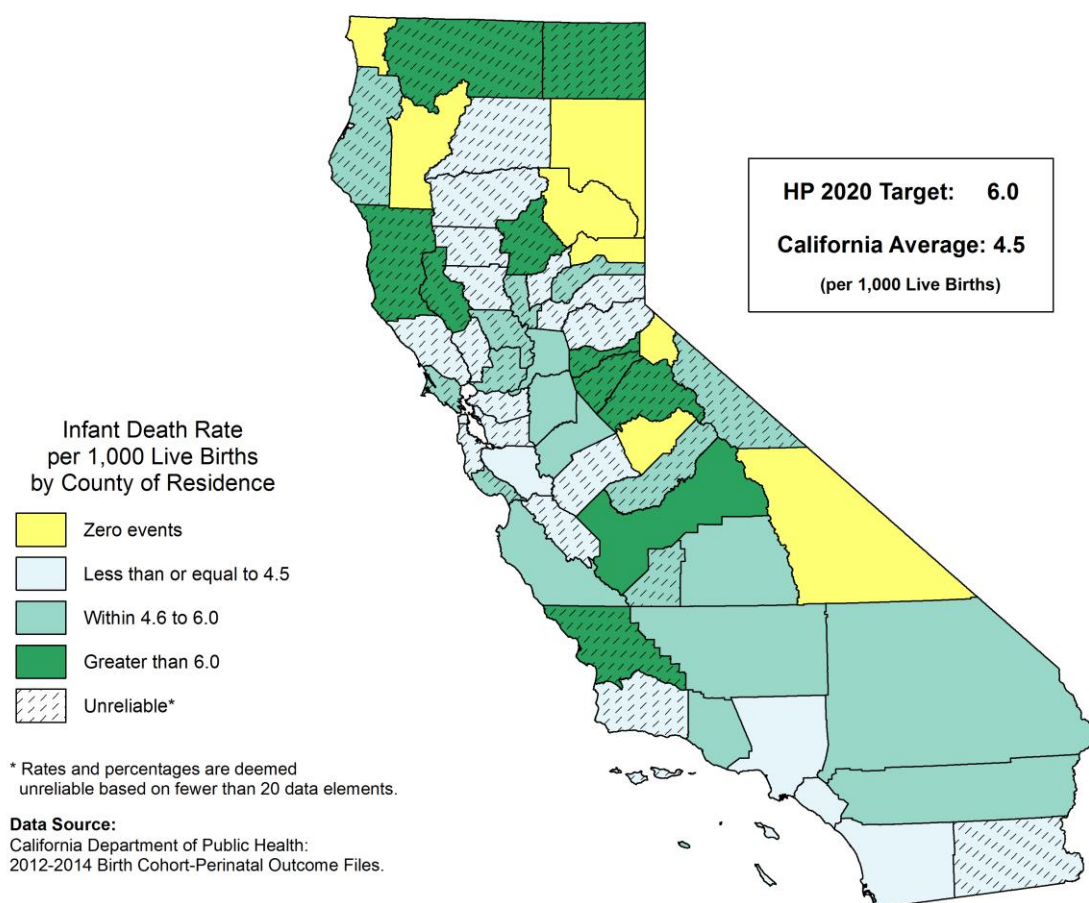 HP 2020 Target: 6.0
California Average: 4.5
(per 1,000 Live Births)
Infant Death Rate
per 1,000 Live Births
by County of Residence
Zero events
Less than or equal to 4.5
Within 4.6 to 6.0
Greater than 6.0
Unreliable*
* Rates and percentages are deemed
unreliable based on fewer than 20 data elements.
Data Source:
California Department of Public Health:
2012-2014 Birth Cohort-Perinatal Outcome Files.